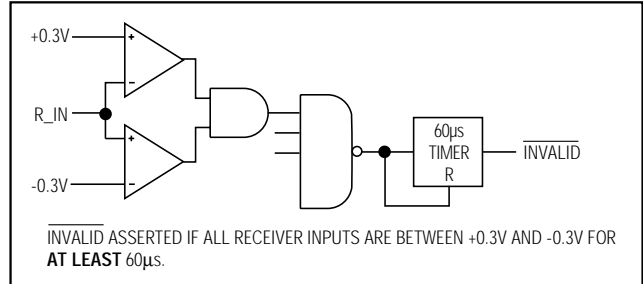 +0.3V
+
-
R_IN
+
-
-0.3V
60µs
TIMER
R
INVALID
INVALID ASSERTED IF ALL RECEIVER INPUTS ARE BETWEEN +0.3V AND -0.3V FOR
AT LEAST 60µs.